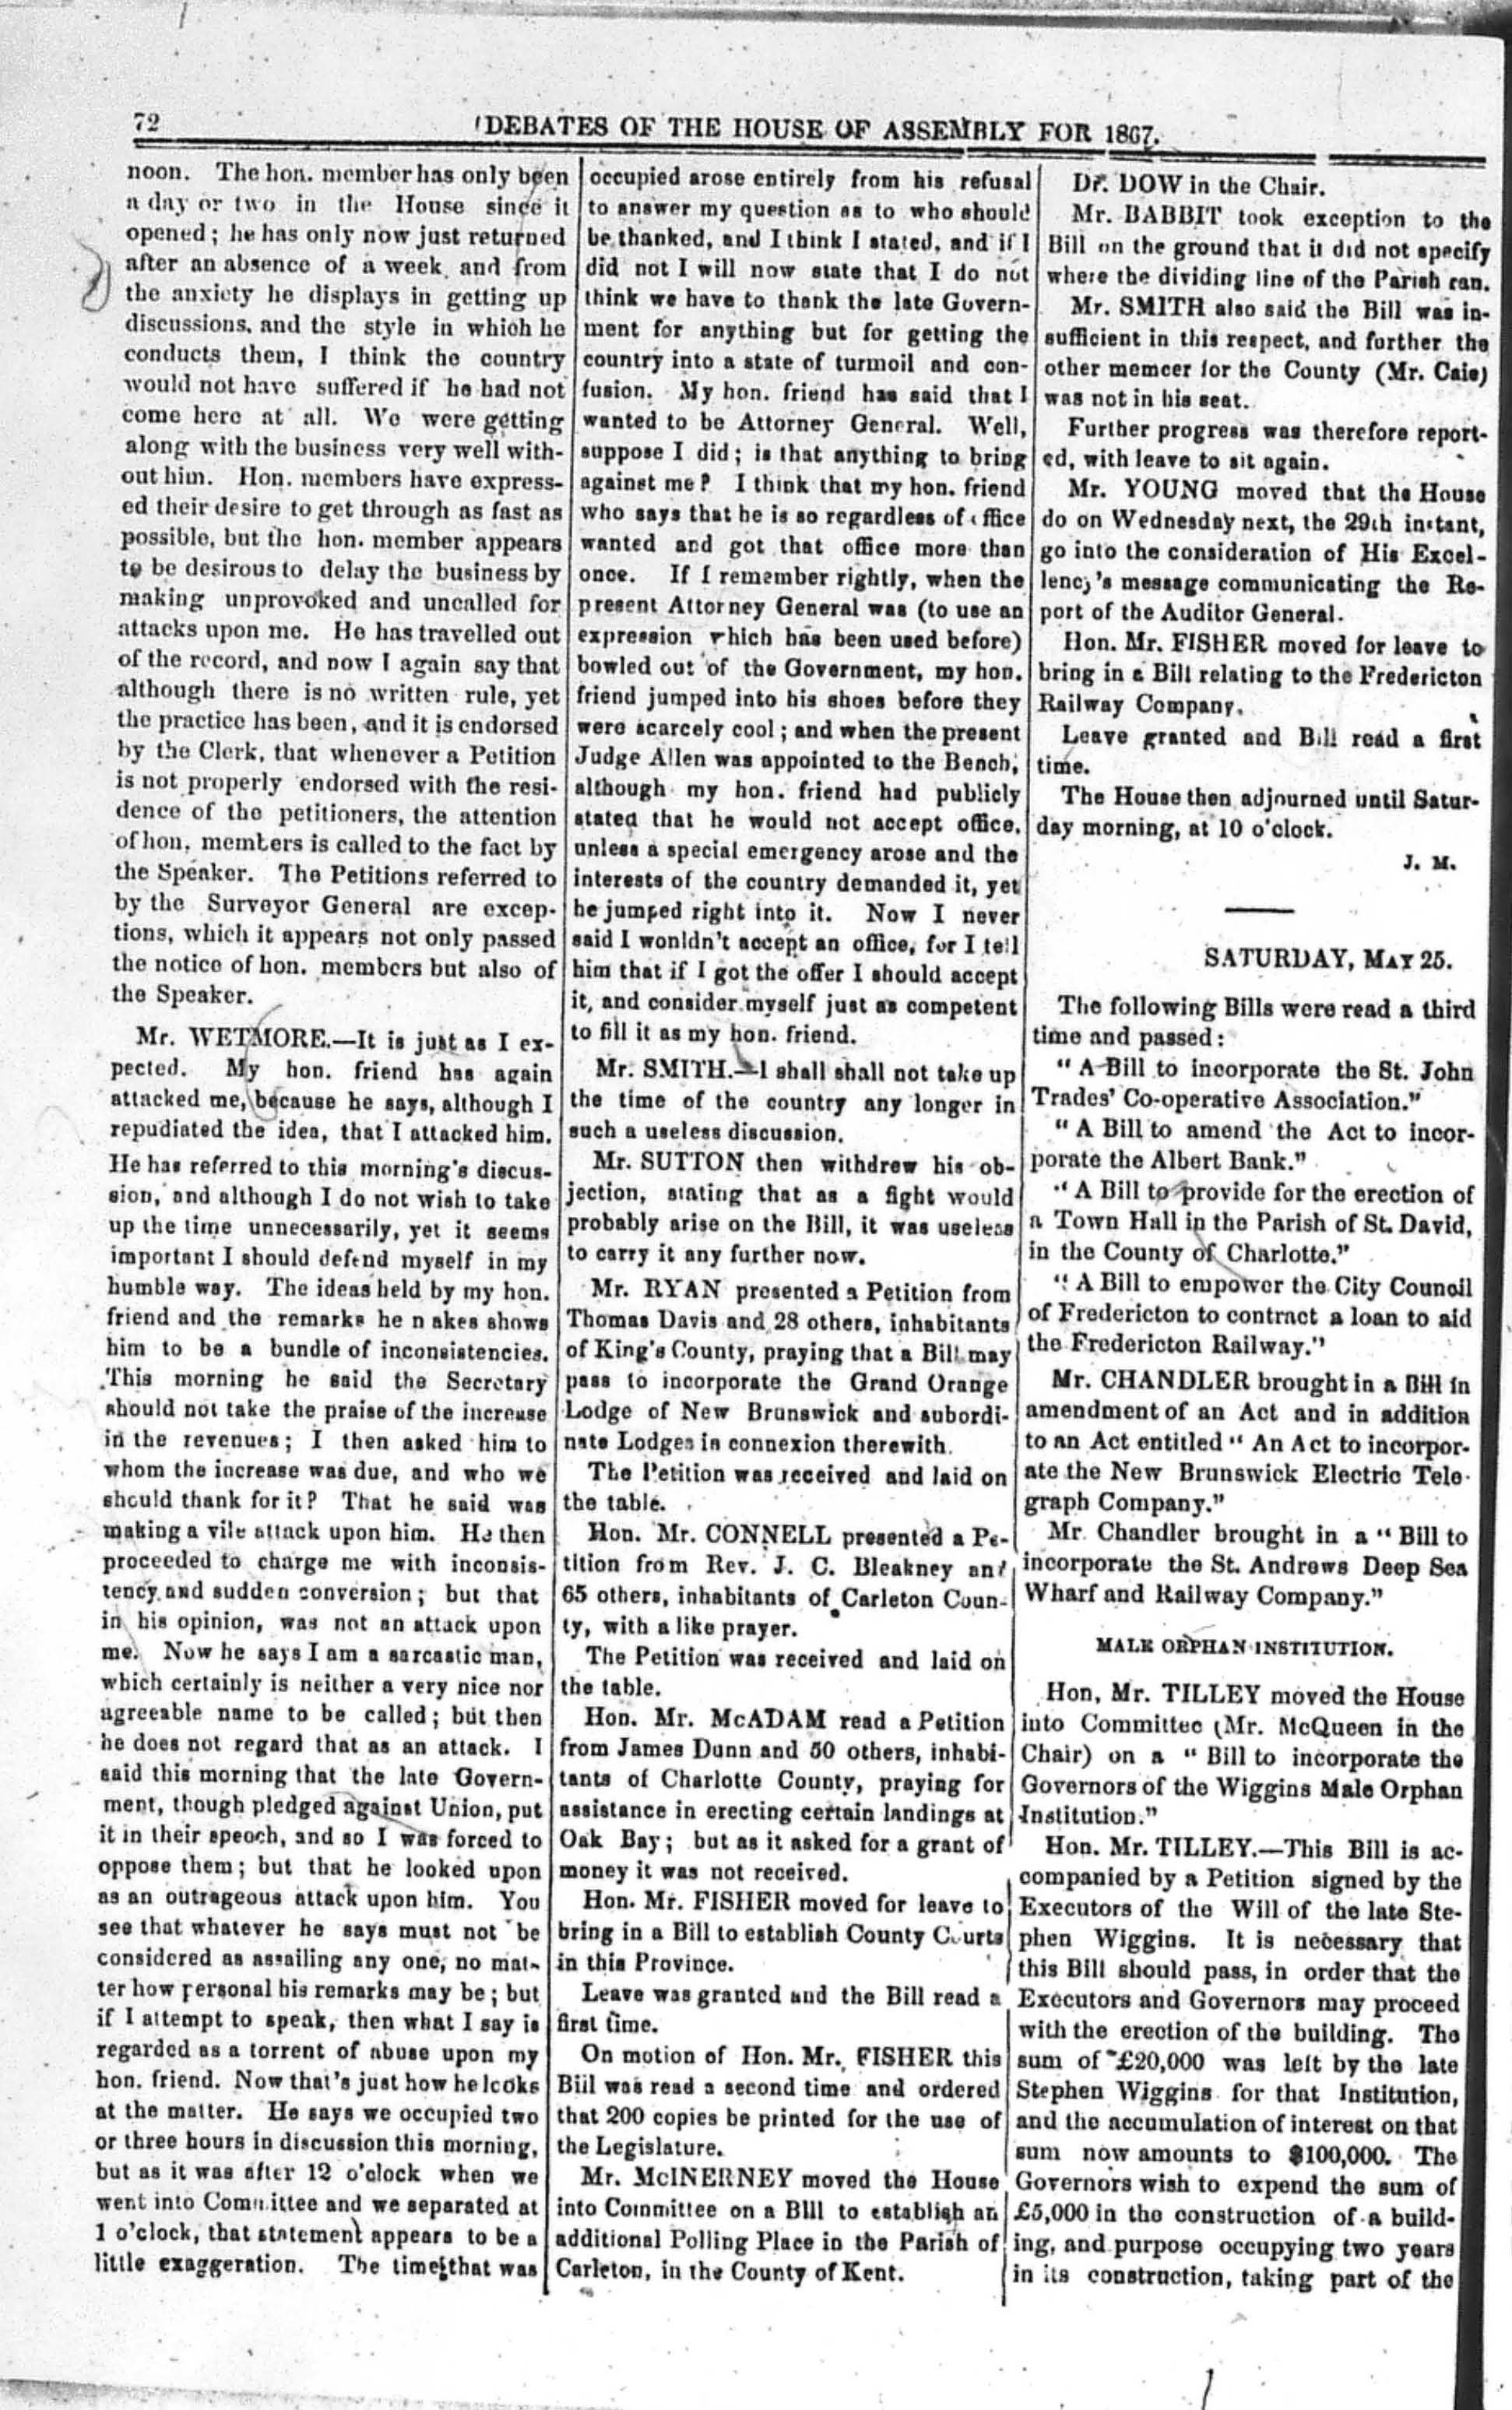 72
DEBATES OF THE HOUSE OF ASSEMBLY FOR 1867.
noon. The hon. member has only been
a day or two in the House since it
opened; he has only now just returned
after an absence of a week, and from
the anxiety he displays in getting up
discussions, and the style in which he
conducts them, I think the country
would not have suffered if he had not
come here at all. We were getting
along with the business very well with-
out him. Hon. members have express-
ed their desire to get through as fast as
possible, but the hon. member appears
to be desirous to delay the business by
making unprovoked and uncalled for
attacks upon me. He has travelled out
of the record, and now I again say that
although there is no written rule, yet
the practice has been, and it is endorsed
by the Clerk, that whenever a Petition
is not properly endorsed with the resi-
dence of the petitioners, the attention
of hon. members is called to the fact by
the Speaker. The Petitions referred to
by the Surveyor General are excep-
tions, which it appears not only passed
the notice of hon. members but also of
the Speaker.
Mr. WETMORE.—It is just as I ex-
pected. My hon. friend has again
attacked me, because he says, although I
repudiated the idea, that I attacked him.
He has referred to this morning's discus-
sion, and although I do not wish to take
up the time unnecessarily, yet it seems
important I should defend myself in my
humble way. The ideas held by my hon.
friend and the remarks he n akes shows
him to be a bundle of inconsistencies.
This morning he said the Secretary
should not take the praise of the increase
in the revenues; I then asked him to
whom the increase was due, and who we
should thank for it? That he said was
making a vile attack upon him. He then
proceeded to charge me with inconsis-
tency and sudden conversion; but that
in his opinion, was not an attack upon
me. Now he says I am a sarcastic man,
which certainly is neither a very nice nor
agreeable name to be called; but then
he does not regard that as an attack. I
said this morning that the late Govern-
ment, though pledged against Union, put
it in their speech, and so I was forced to
oppose them; but that he looked upon
as an outrageous attack upon him. You
see that whatever he says must not be
considered as assailing any one, no mat-
ter how personal his remarks may be; but
if I attempt to speak, then what I say is
regarded as a torrent of abuse upon my
hon. friend. Now that's just how he looks
at the matter. He says we occupied two
or three hours in discussion this morning,
but as it was after 12 o'clock when we
went into Committee and we separated at
1 o'clock, that statement appears to be a
little exaggeration. The time that was
occupied arose entirely from his refusal
to answer my question as to who should
be thanked, and I think I stated, and if I
did not I will now state that I do not
think we have to thank the late Govern-
ment for anything but for getting the
country into a state of turmoil and con-
fusion. My hon. friend has said that I
wanted to be Attorney General. Well,
suppose I did; is that anything to bring
against me? I think that my hon. friend
who says that he is so regardless of office
wanted and got that office more than
once. If I remember rightly, when the
present Attorney General was (to use an
expression which has been used before)
bowled out of the Government, my hon.
friend jumped into his shoes before they
were scarcely cool; and when the present
Judge Allen was appointed to the Bench,
although my hon. friend had publicly
stated that he would not accept office,
unless a special emergency arose and the
interests of the country demanded it, yet
he jumped right into it. Now I never
said I wonldn't accept an office, for I tell
him that if I got the offer I should accept
it, and consider myself just as competent
to fill it as my hon. friend.
Mr. SMITH.—I shall shall not take up
the time of the country any longer in
such a useless discussion.
Mr. SUTTON then withdrew his ob-
jection, stating that as a fight would
probably arise on the Bill, it was useless
to carry it any further now.
Mr. RYAN presented a Petition from
Thomas Davis and 28 others, inhabitants
of King's County, praying that a Bill may
pass to incorporate the Grand Orange
Lodge of New Brunswick and subordi-
nate Lodges in connexion therewith.
The Petition was received and laid on
the table.
Hon. Mr. CONNELL presented a Pe-
tition from Rev. J. C. Bleakney and
65 others, inhabitants of Carleton Coun-
ty, with a like prayer.
The Petition was received and laid on
the table.
Hon. Mr. McADAM read a Petition
from James Dunn and 50 others, inhabi-
tants of Charlotte County, praying for
assistance in erecting certain landings at
Oak Bay; but as it asked for a grant of
money it was not received.
Hon. Mr. FISHER moved for leave to
bring in a Bill to establish County Courts
in this Province.
Leave was granted and the Bill read a
first time.
On motion of Hon. Mr. FISHER this
Bill was read a second time and ordered
that 200 copies be printed for the use of
the Legislature.
Mr. McINERNEY moved the House
into Committee on a Bill to establish an
additional Polling Place in the Parish of
Carleton, in the County of Kent.
Dr. DOW in the Chair.
Mr. BABBIT took exception to the
Bill on the ground that it did not specify
where the dividing line of the Parish ran.
Mr. SMITH also said the Bill was in-
sufficient in this respect, and further the
other memcer for the County (Mr. Caie)
was not in his seat.
Further progress was therefore report-
ed, with leave to sit again.
Mr. YOUNG moved that the House
do on Wednesday next, the 29th instant,
go into the consideration of His Excel-
lency's message communicating the Re-
port of the Auditor General.
Hon. Mr. FISHER moved for leave to
bring in a Bill relating to the Fredericton
Railway Company.
Leave granted and Bill read a first
time.
The House then adjourned until Satur-
day morning, at 10 o'clock.
J. M.
SATURDAY, MAY 25.
The following Bills were read a third
time and passed:
"A Bill to incorporate the St. John
Trades' Co-operative Association."
"A Bill to amend the Act to incor-
porate the Albert Bank."
"A Bill to provide for the erection of
a Town Hall in the Parish of St. David,
in the County of Charlotte."
"A Bill to empower the City Council
of Fredericton to contract a loan to aid
the Fredericton Railway."
Mr. CHANDLER brought in a Bill in
amendment of an Act and in addition
to an Act entitled "An Act to incorpor-
ate the New Brunswick Electric Tele-
graph Company."
Mr. Chandler brought in a "Bill to
incorporate the St. Andrews Deep Sea
Wharf and Railway Company."
MALE ORPHAN INSTITUTION.
Hon. Mr. TILLEY moved the House
into Committee (Mr. McQueen in the
Chair) on a "Bill to incorporate the
Governors of the Wiggins Male Orphan
Institution."
Hon. Mr. TILLEY.—This Bill is ac-
companied by a Petition signed by the
Executors of the Will of the late Ste-
phen Wiggins. It is necessary that
this Bill should pass, in order that the
Executors and Governors may proceed
with the erection of the building. The
sum of £20,000 was left by the late
Stephen Wiggins for that Institution,
and the accumulation of interest on that
sum now amounts to $100,000. The
Governors wish to expend the sum of
£5,000 in the construction of a build-
ing, and purpose occupying two years
in its construction, taking part of the